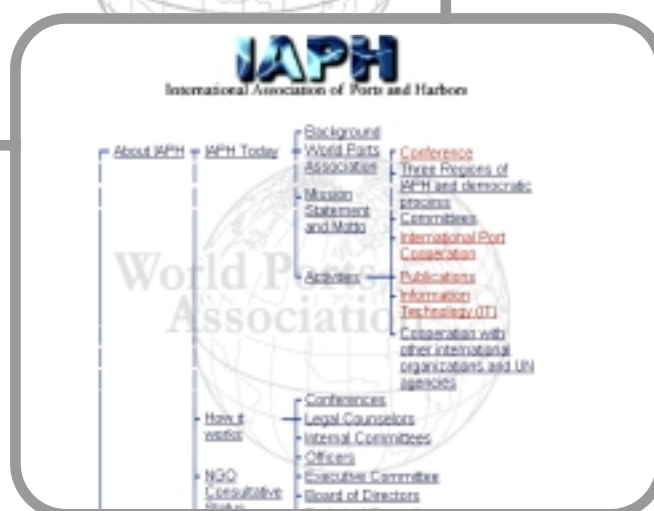 IAPH
International Association of Ports and Harbors
About IAPH
IAPH Today
Background
World Ports
Association
Mission
Statement
and Motto
Activities
Conference
Three Regions of
IAPH and democratic
process
Committees
International Port
Cooperation
Publications
Information
Technology (IT)
Cooperation with
other international
organizations and UN
agencies
World Ports
Association
How it
works
Conferences
Legal Counselors
Internal Committees
Officers
Executive Committee
Board of Directors
NGO
Consultative
Status